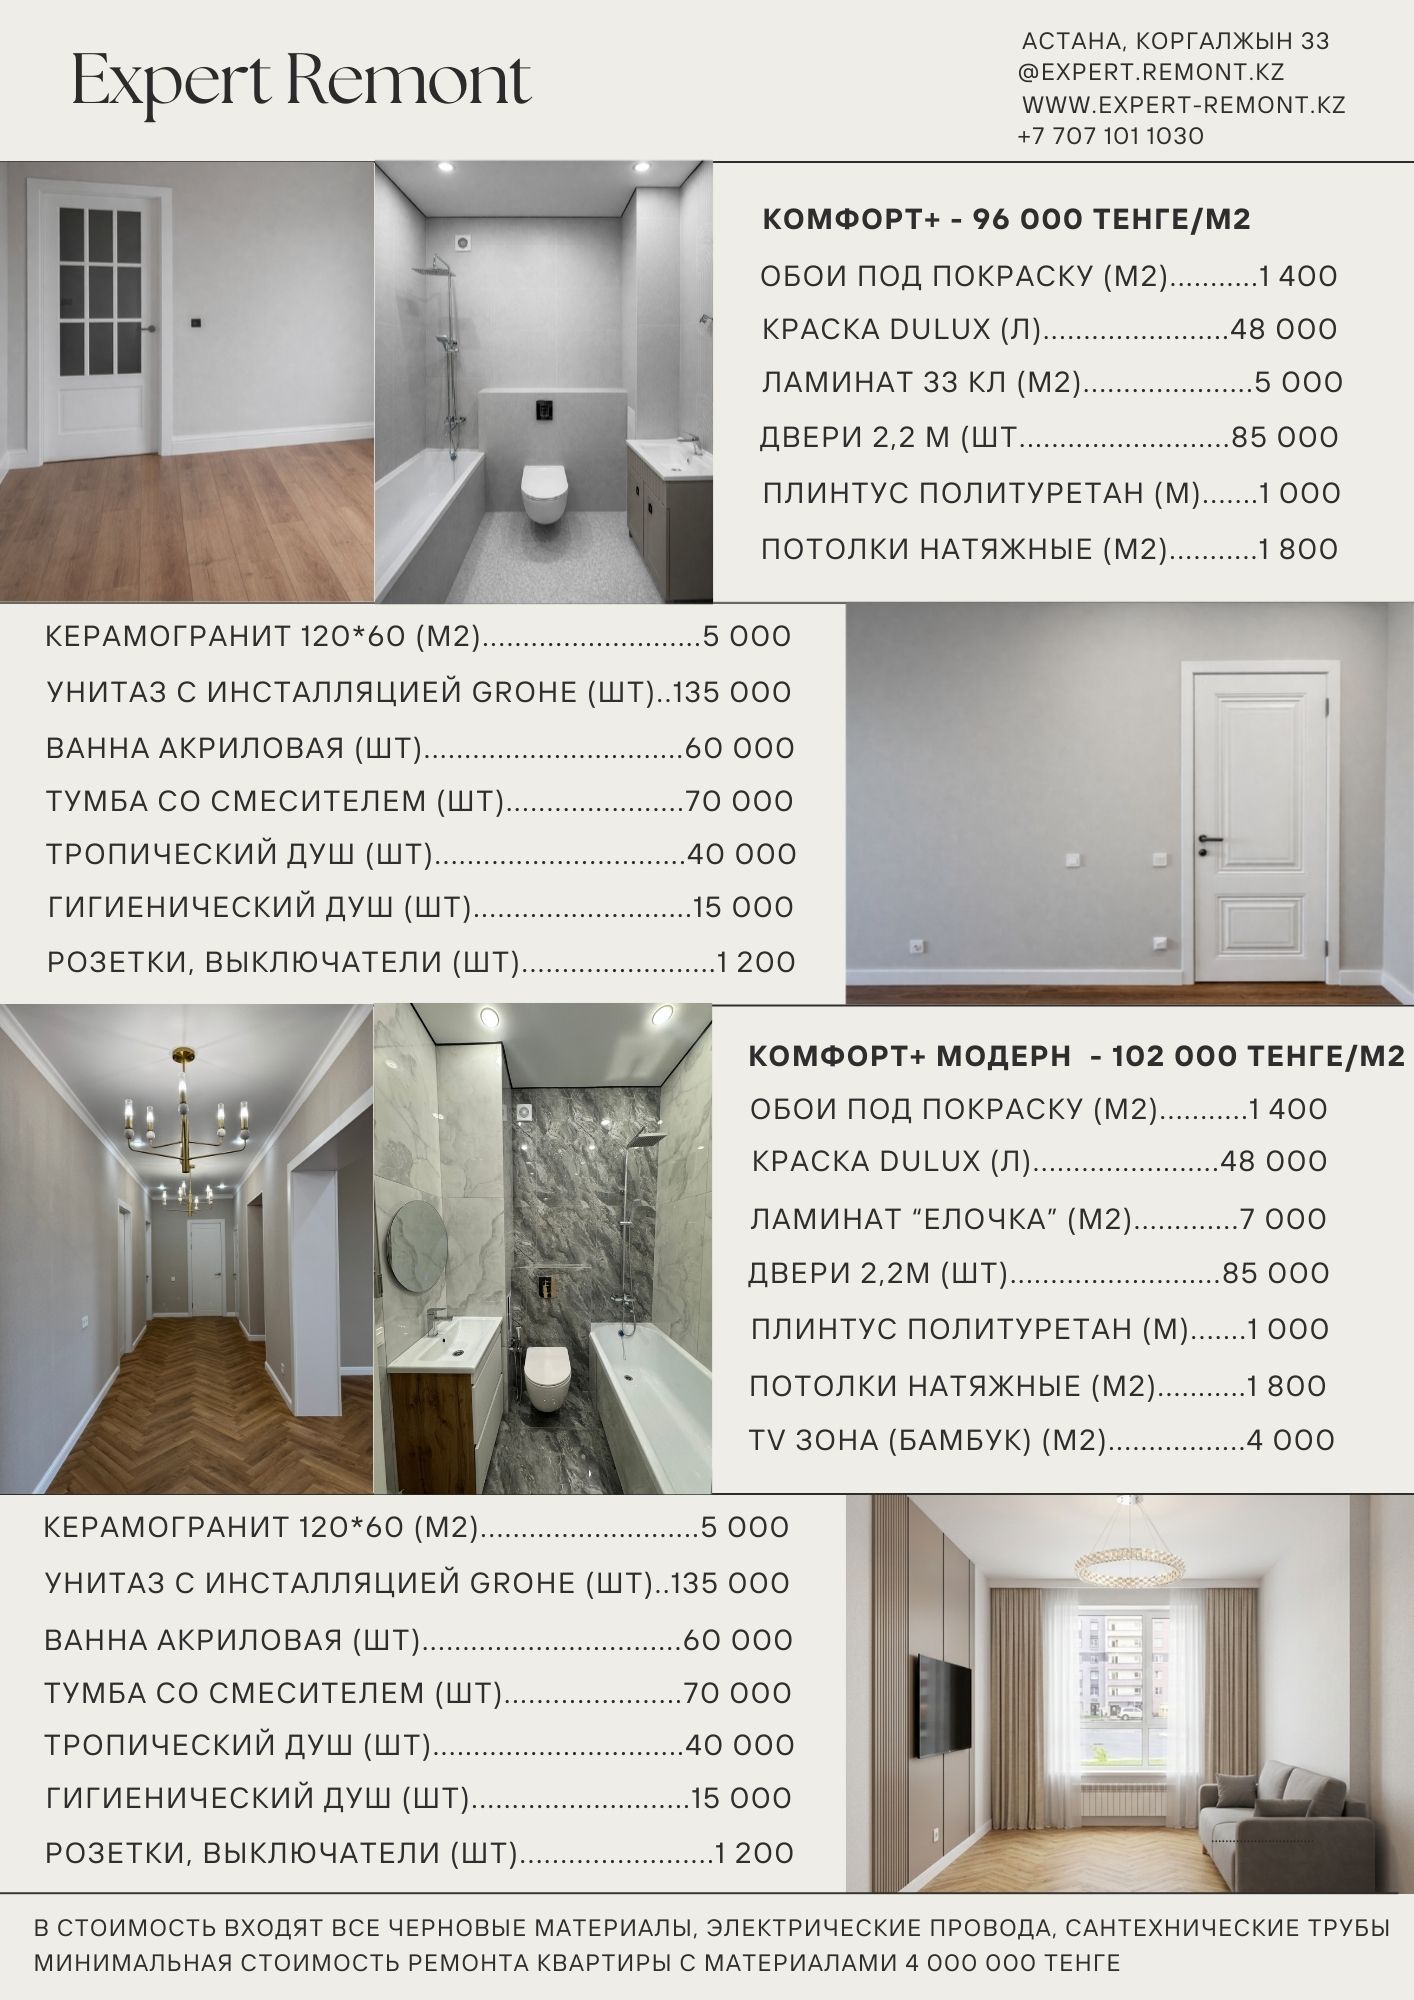 Expert Remont
АСТАНА, КОРГАЛЖЫН 33
@EXPERT.REMONT.KZ
WWW.EXPERT-REMONT.KZ
+7 707 101 1030
КОМФОРТ+ - 96 000 ТЕНГЕ/М2
ОБОИ ПОД ПОКРАСКУ (М2)...........1 400
КРАСКА DULUX (Л).......................48 000
ЛАМИНАТ 33 КЛ (М2).....................5 000
ДВЕРИ 2,2 М (ШТ..........................85 000
ПЛИНТУС ПОЛИТУРЕТАН (М).......1 000
ПОТОЛКИ НАТЯЖНЫЕ (М2)...........1 800
КЕРАМОГРАНИТ 120*60 (М2)...........................5 000
УНИТАЗ С ИНСТАЛЛЯЦИЕЙ GROHE (ШТ)..135 000
ВАННА АКРИЛОВАЯ (ШТ)................................60 000
ТУМБА СО СМЕСИТЕЛЕМ (ШТ)......................70 000
ТРОПИЧЕСКИЙ ДУШ (ШТ)...............................40 000
ГИГИЕНИЧЕСКИЙ ДУШ (ШТ)...........................15 000
РОЗЕТКИ, ВЫКЛЮЧАТЕЛИ (ШТ)........................1 200
КОМФОРТ+ МОДЕРН - 102 000 ТЕНГЕ/М2
ОБОИ ПОД ПОКРАСКУ (М2)...........1 400
КРАСКА DULUX (Л).......................48 000
ЛАМИНАТ “ЕЛОЧКА” (М2).............7 000
ДВЕРИ 2,2М (ШТ)..........................85 000
ПЛИНТУС ПОЛИТУРЕТАН (М).......1 000
ПОТОЛКИ НАТЯЖНЫЕ (М2)...........1 800
TV ЗОНА (БАМБУК) (М2).................4 000
КЕРАМОГРАНИТ 120*60 (М2)...........................5 000
УНИТАЗ С ИНСТАЛЛЯЦИЕЙ GROHE (ШТ)..135 000
ВАННА АКРИЛОВАЯ (ШТ)................................60 000
ТУМБА СО СМЕСИТЕЛЕМ (ШТ)......................70 000
ТРОПИЧЕСКИЙ ДУШ (ШТ)...............................40 000
ГИГИЕНИЧЕСКИЙ ДУШ (ШТ)...........................15 000
РОЗЕТКИ, ВЫКЛЮЧАТЕЛИ (ШТ)........................1 200
В СТОИМОСТЬ ВХОДЯТ ВСЕ ЧЕРНОВЫЕ МАТЕРИАЛЫ, ЭЛЕКТРИЧЕСКИЕ ПРОВОДА, САНТЕХНИЧЕСКИЕ ТРУБЫ
МИНИМАЛЬНАЯ СТОИМОСТЬ РЕМОНТА КВАРТИРЫ С МАТЕРИАЛАМИ 4 000 000 ТЕНГЕ